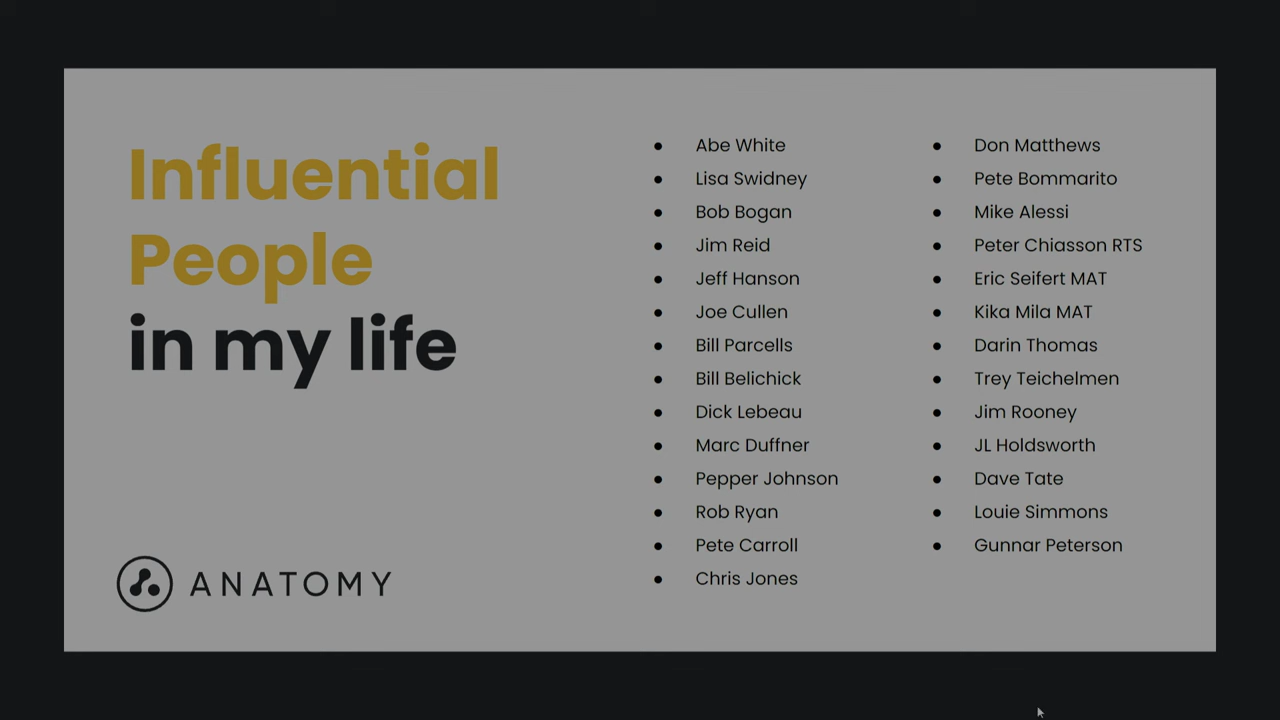 Influential
People
in my life
Abe White
Lisa Swidney
Bob Bogan
Jim Reid
Jeff Hanson
Joe Cullen
Bill Parcells
Bill Belichick
Dick Lebeau
Marc Duffner
Pepper Johnson
Rob Ryan
Pete Carroll
Chris Jones
Don Matthews
Pete Bommarito
Mike Alessi
Peter Chiasson RTS
Eric Seifert MAT
Kika Mila MAT
Darin Thomas
Trey Teichelmen
Jim Rooney
JL Holdsworth
Dave Tate
Louie Simmons
Gunnar Peterson
ANATOMY